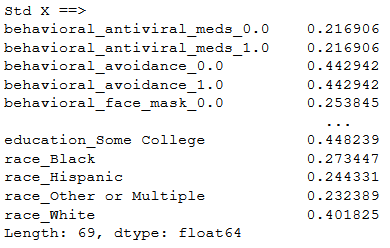 Std X ==>
behavioral_antiviral_meds_0.0 0.216906
behavioral_antiviral_meds_1.0 0.216906
behavioral_avoidance_0.0 0.442942
behavioral_avoidance_1.0 0.442942
behavioral_face_mask_0.0 0.253845
...
education_Some College 0.448239
race_Black 0.273447
race_Hispanic 0.244331
race_Other or Multiple 0.232389
race_White 0.401825
Length: 69, dtype: float64